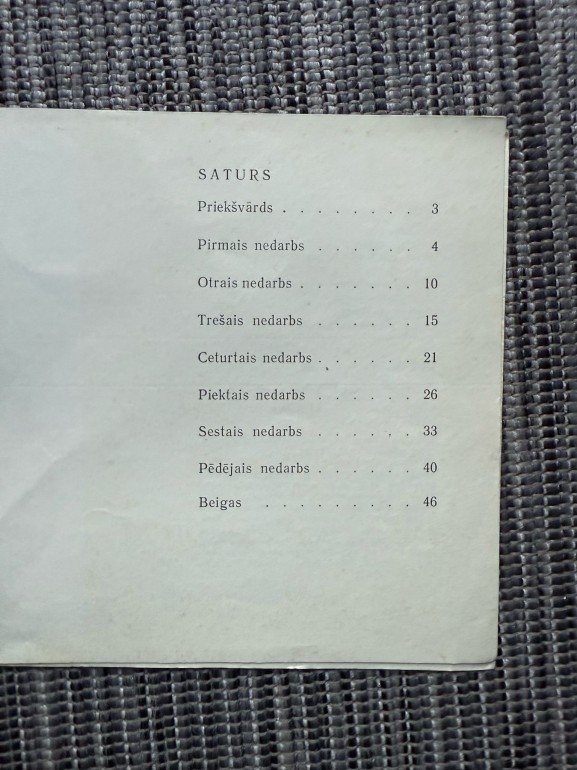 SATURS
Priekšvārds . . . . . . . . 3
Pirmais nedarbs . . . . . . 4
Otrais nedarbs . . . . . . . 10
Trešais nedarbs . . . . . . 15
Ceturtais nedarbs . . . . . . 21
Piektais nedarbs . . . . . . 26
Sestais nedarbs . . . . . . 33
Pēdējais nedarbs . . . . . . 40
Beigas . . . . . . . . . 46